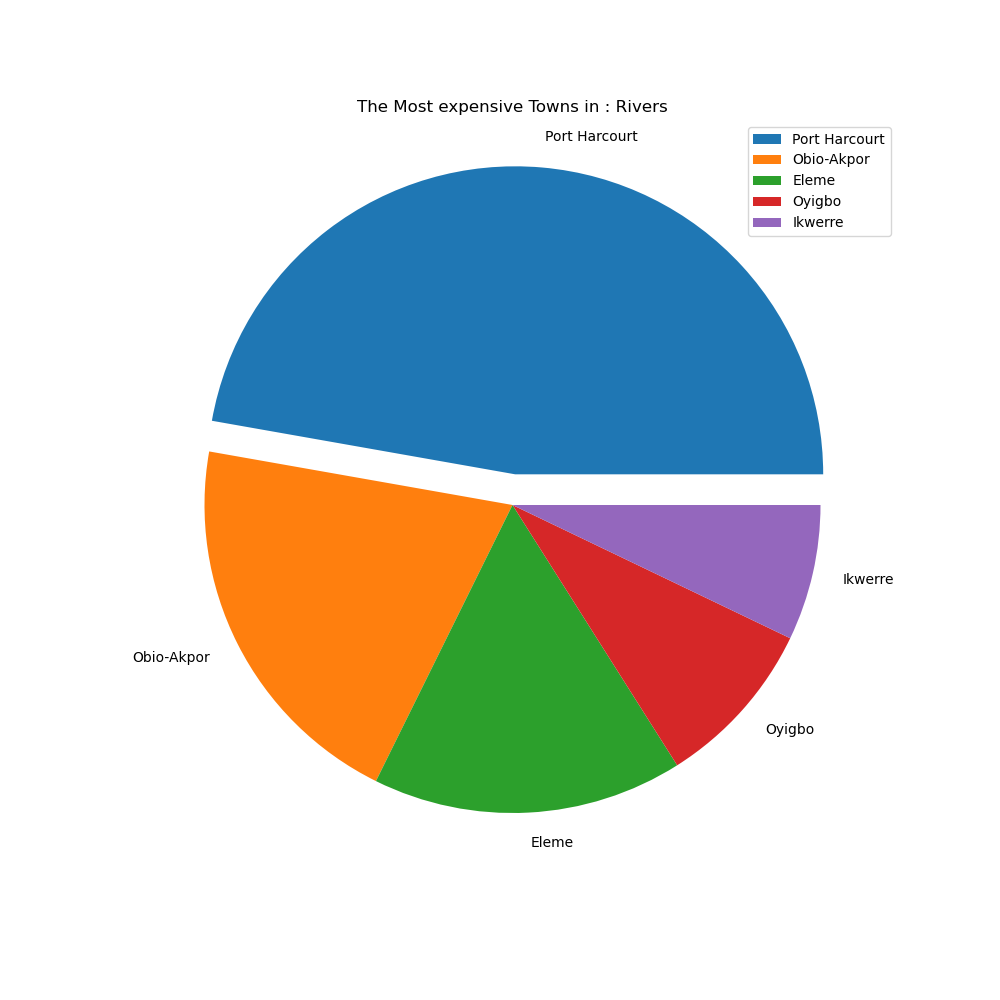 The Most expensive Towns in : Rivers
Port Harcourt
Port Harcourt
Obio-Akpor
Eleme
Oyigbo
Ikwerre
Ikwerre
Obio-Akpor
Oyigbo
Eleme